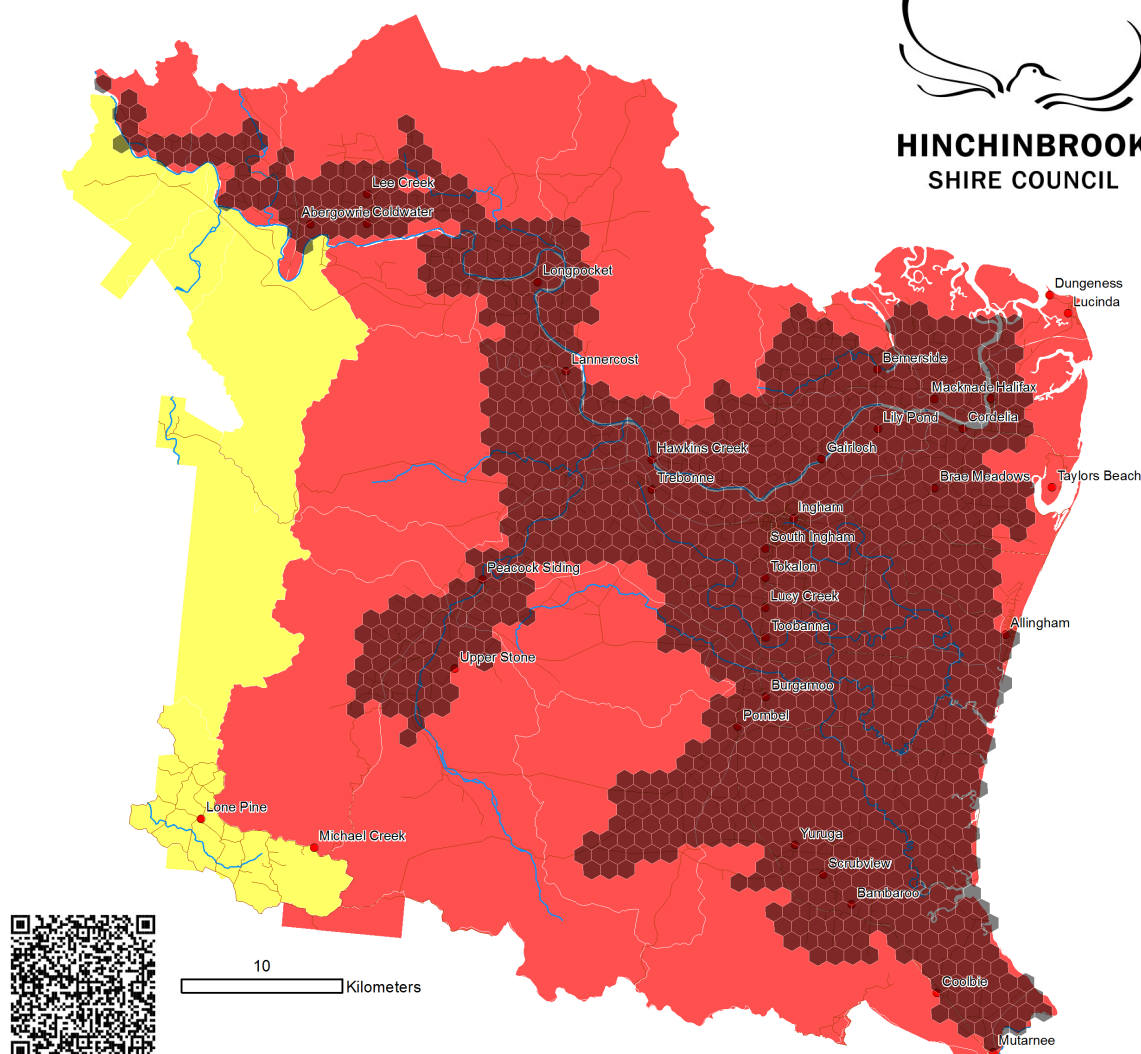 HINCHINBROOK
SHIRE COUNCIL
Lee Creek
Abergowrie Coldwater
Longpocket
Dungeness
Lucinda
Lannercost
Bemerside
Macknade Halifax
Lily Pond
Cordelia
Hawkins Creek
Gairloch
Trebonne
Brae Meadows
Taylors Beach
Ingham
South Ingham
Peacock Siding
Tokalon
Lucy Creek
Toobanna
Allingham
Upper Stone
Burgamoo
Pombel
Lone Pine
Michael Creek
Yuruga
Scrubview
Bambaroo
10
Kilometers
Coolbie
Mutarnee